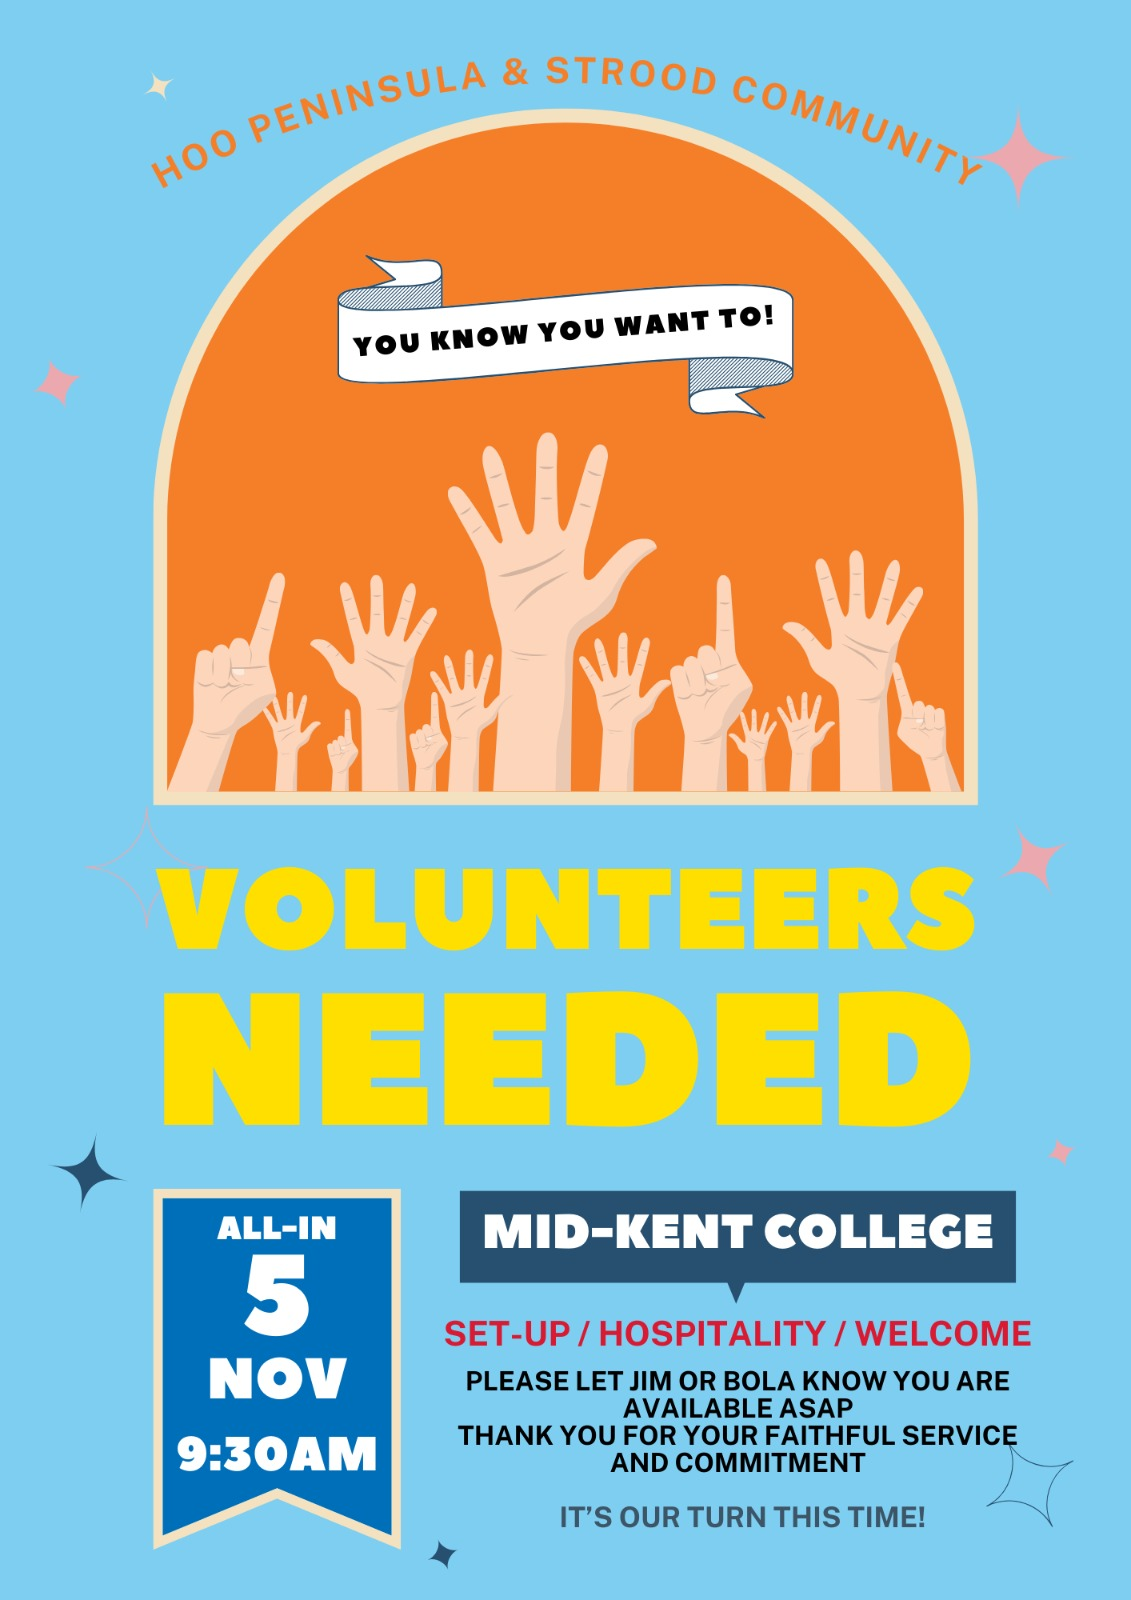 HOO PENINSULA & STROOD COMMUNITY
YOU KNOW YOU WANT TO!
VOLUNTEERS
NEEDED
ALL-IN
5
NOV
9:30AM
MID-KENT COLLEGE
SET-UP / HOSPITALITY / WELCOME
PLEASE LET JIM OR BOLA KNOW YOU ARE
AVAILABLE ASAP
THANK YOU FOR YOUR FAITHFUL SERVICE
AND COMMITMENT
IT'S OUR TURN THIS TIME!